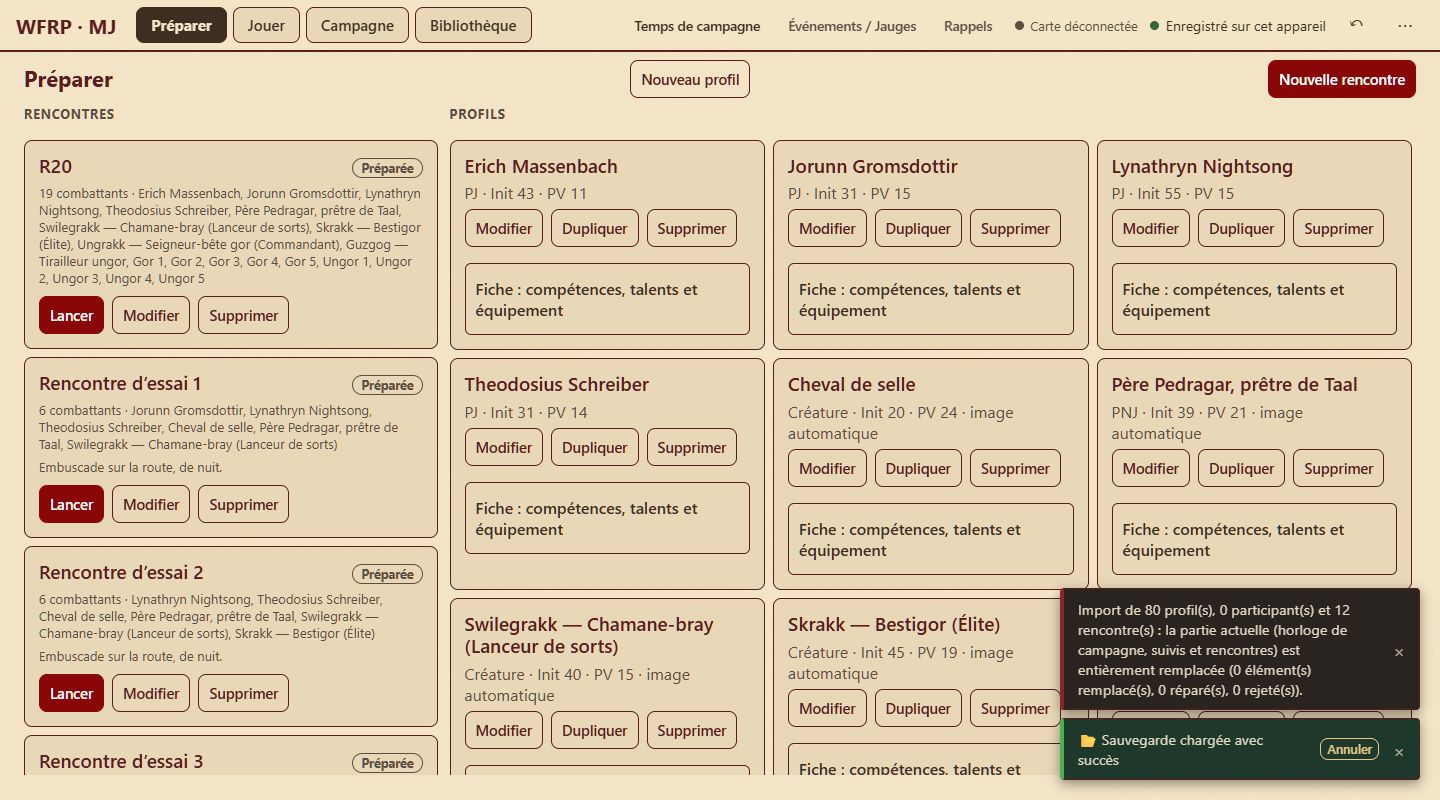 WFRP · MJ
Préparer
Jouer
Campagne
Bibliothèque
Temps de campagne
Événements / Jauges
Rappels
Carte déconnectée
Enregistré sur cet appareil
Préparer
Nouveau profil
Nouvelle rencontre
RENCONTRES
PROFILS
R20
Préparée
19 combattants · Erich Massenbach, Jorunn Gromsdottir, Lynathryn
Nightsong, Theodosius Schreiber, Père Pedragar, prêtre de Taal,
Swilegrakk — Chamane-bray (Lanceur de sorts), Skrakk — Bestigor
(Élite), Ungrakk — Seigneur-bête gor (Commandant), Guzgog —
Tirailleur ungor, Gor 1, Gor 2, Gor 3, Gor 4, Gor 5, Ungor 1, Ungor
2, Ungor 3, Ungor 4, Ungor 5
Lancer
Modifier
Supprimer
Rencontre d’essai 1
Préparée
6 combattants · Jorunn Gromsdottir, Lynathryn Nightsong,
Theodosius Schreiber, Cheval de selle, Père Pedragar, prêtre de
Taal, Swilegrakk — Chamane-bray (Lanceur de sorts)
Embuscade sur la route, de nuit.
Lancer
Modifier
Supprimer
Rencontre d’essai 2
Préparée
6 combattants · Lynathryn Nightsong, Theodosius Schreiber,
Cheval de selle, Père Pedragar, prêtre de Taal, Swilegrakk —
Chamane-bray (Lanceur de sorts), Skrakk — Bestigor (Élite)
Embuscade sur la route, de nuit.
Lancer
Modifier
Supprimer
Rencontre d’essai 3
Préparée
Erich Massenbach
PJ · Init 43 · PV 11
Modifier
Dupliquer
Supprimer
Fiche : compétences, talents et
équipement
Jorunn Gromsdottir
PJ · Init 31 · PV 15
Modifier
Dupliquer
Supprimer
Fiche : compétences, talents et
équipement
Lynathryn Nightsong
PJ · Init 55 · PV 15
Modifier
Dupliquer
Supprimer
Fiche : compétences, talents et
équipement
Theodosius Schreiber
PJ · Init 31 · PV 14
Modifier
Dupliquer
Supprimer
Fiche : compétences, talents et
équipement
Cheval de selle
Créature · Init 20 · PV 24 · image
automatique
Modifier
Dupliquer
Supprimer
Fiche : compétences, talents et
équipement
Père Pedragar, prêtre de Taal
PNJ · Init 39 · PV 21 · image
automatique
Modifier
Dupliquer
Supprimer
Fiche : compétences, talents et
équipement
Swilegrakk — Chamane-bray
(Lanceur de sorts)
Créature · Init 40 · PV 15 · image
automatique
Modifier
Dupliquer
Supprimer
Skrakk — Bestigor (Élite)
Créature · Init 45 · PV 19 · image
automatique
Modifier
Dupliquer
Supprimer
Fiche : compétences, talents et
Import de 80 profil(s), 0 participant(s) et 12
rencontre(s) : la partie actuelle (horloge de
campagne, suivis et rencontres) est
entièrement remplacée (0 élément(s)
remplacé(s), 0 réparé(s), 0 rejeté(s)).
×
Sauvegarde chargée avec
succès
Annuler
×